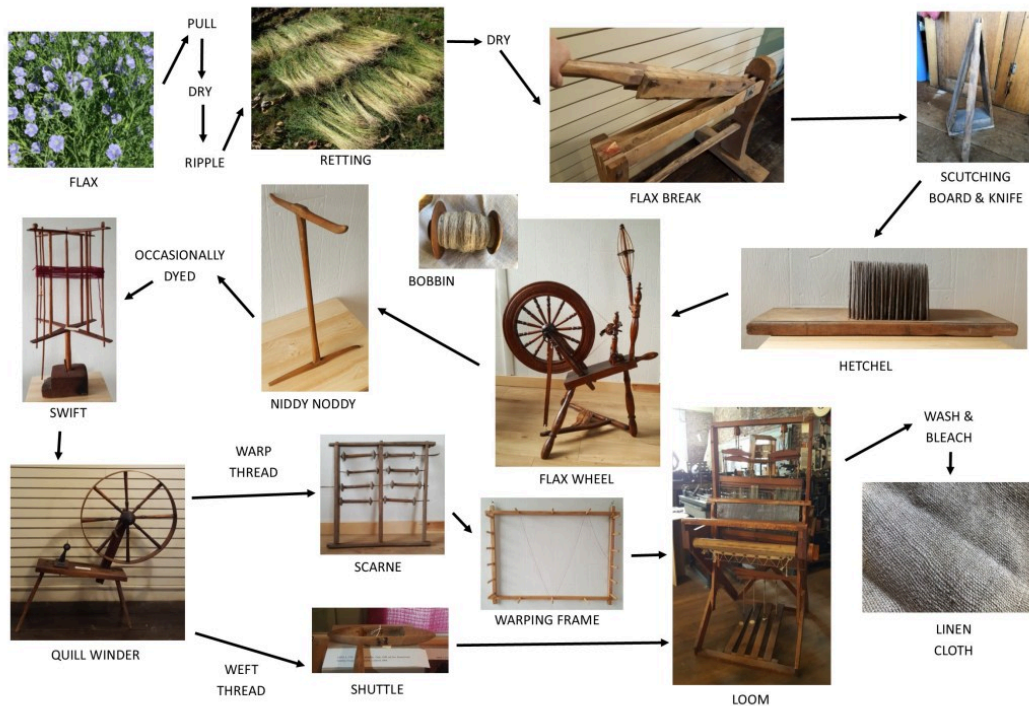 PULL
DRY
RIPPLE
FLAX
RETTING
DRY
FLAX BREAK
SCUTCHING
BOARD & KNIFE
HETCHEL
BOBBIN
FLAX WHEEL
NIDDY NODDY
OCCASIONALLY
DYED
SWIFT
QUILL WINDER
WARP
THREAD
SCARNE
WARPING FRAME
WEFT
THREAD
SHUTTLE
LOOM
WASH &
BLEACH
LINEN
CLOTH